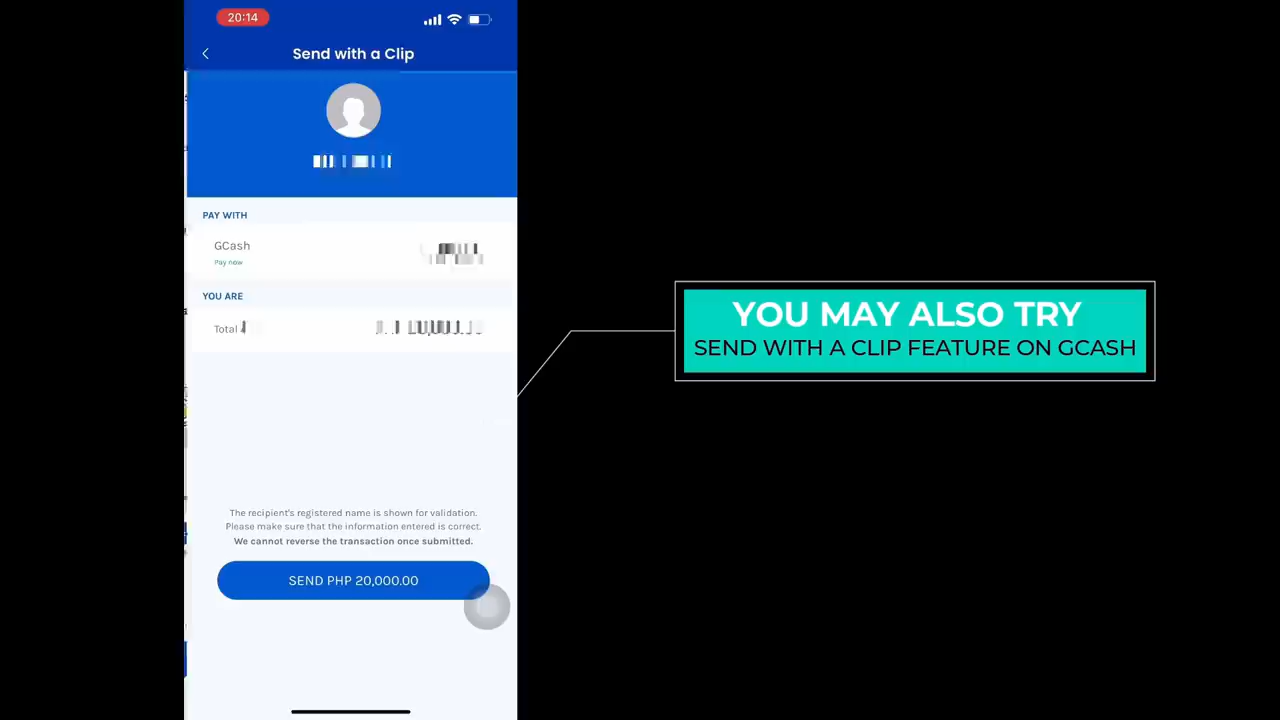 20:14
Send with a Clip
PAY WITH
GCash
Pay now
YOU ARE
Total
The recipient's registered name is shown for validation.
Please make sure that the information entered is correct.
We cannot reverse the transaction once submitted.
SEND PHP 20,000.00
YOU MAY ALSO TRY
SEND WITH A CLIP FEATURE ON GCASH